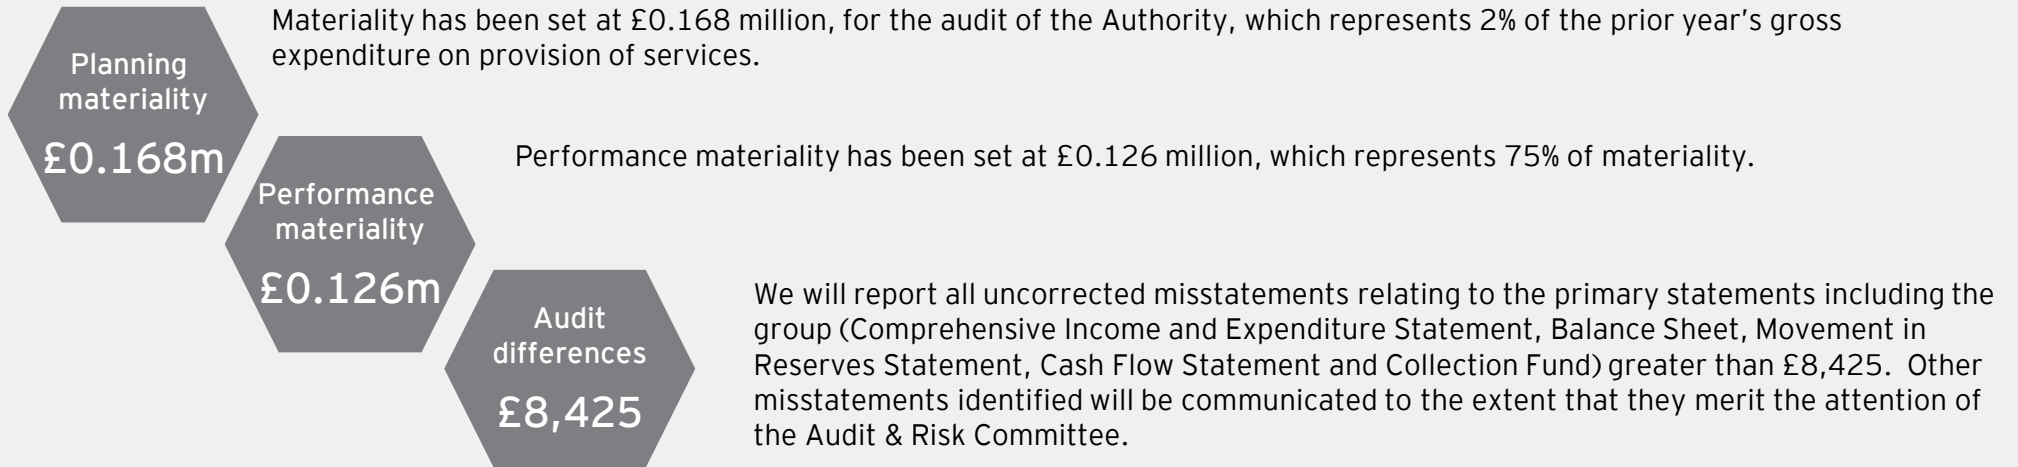 Planning
materiality
£0.168m
Materiality has been set at £0.168 million, for the audit of the Authority, which represents 2% of the prior year's gross
expenditure on provision of services.
Performance
materiality
£0.126m
Performance materiality has been set at £0.126 million, which represents 75% of materiality.
Audit
differences
£8,425
We will report all uncorrected misstatements relating to the primary statements including the
group (Comprehensive Income and Expenditure Statement, Balance Sheet, Movement in
Reserves Statement, Cash Flow Statement and Collection Fund) greater than £8,425. Other
misstatements identified will be communicated to the extent that they merit the attention of
the Audit & Risk Committee.